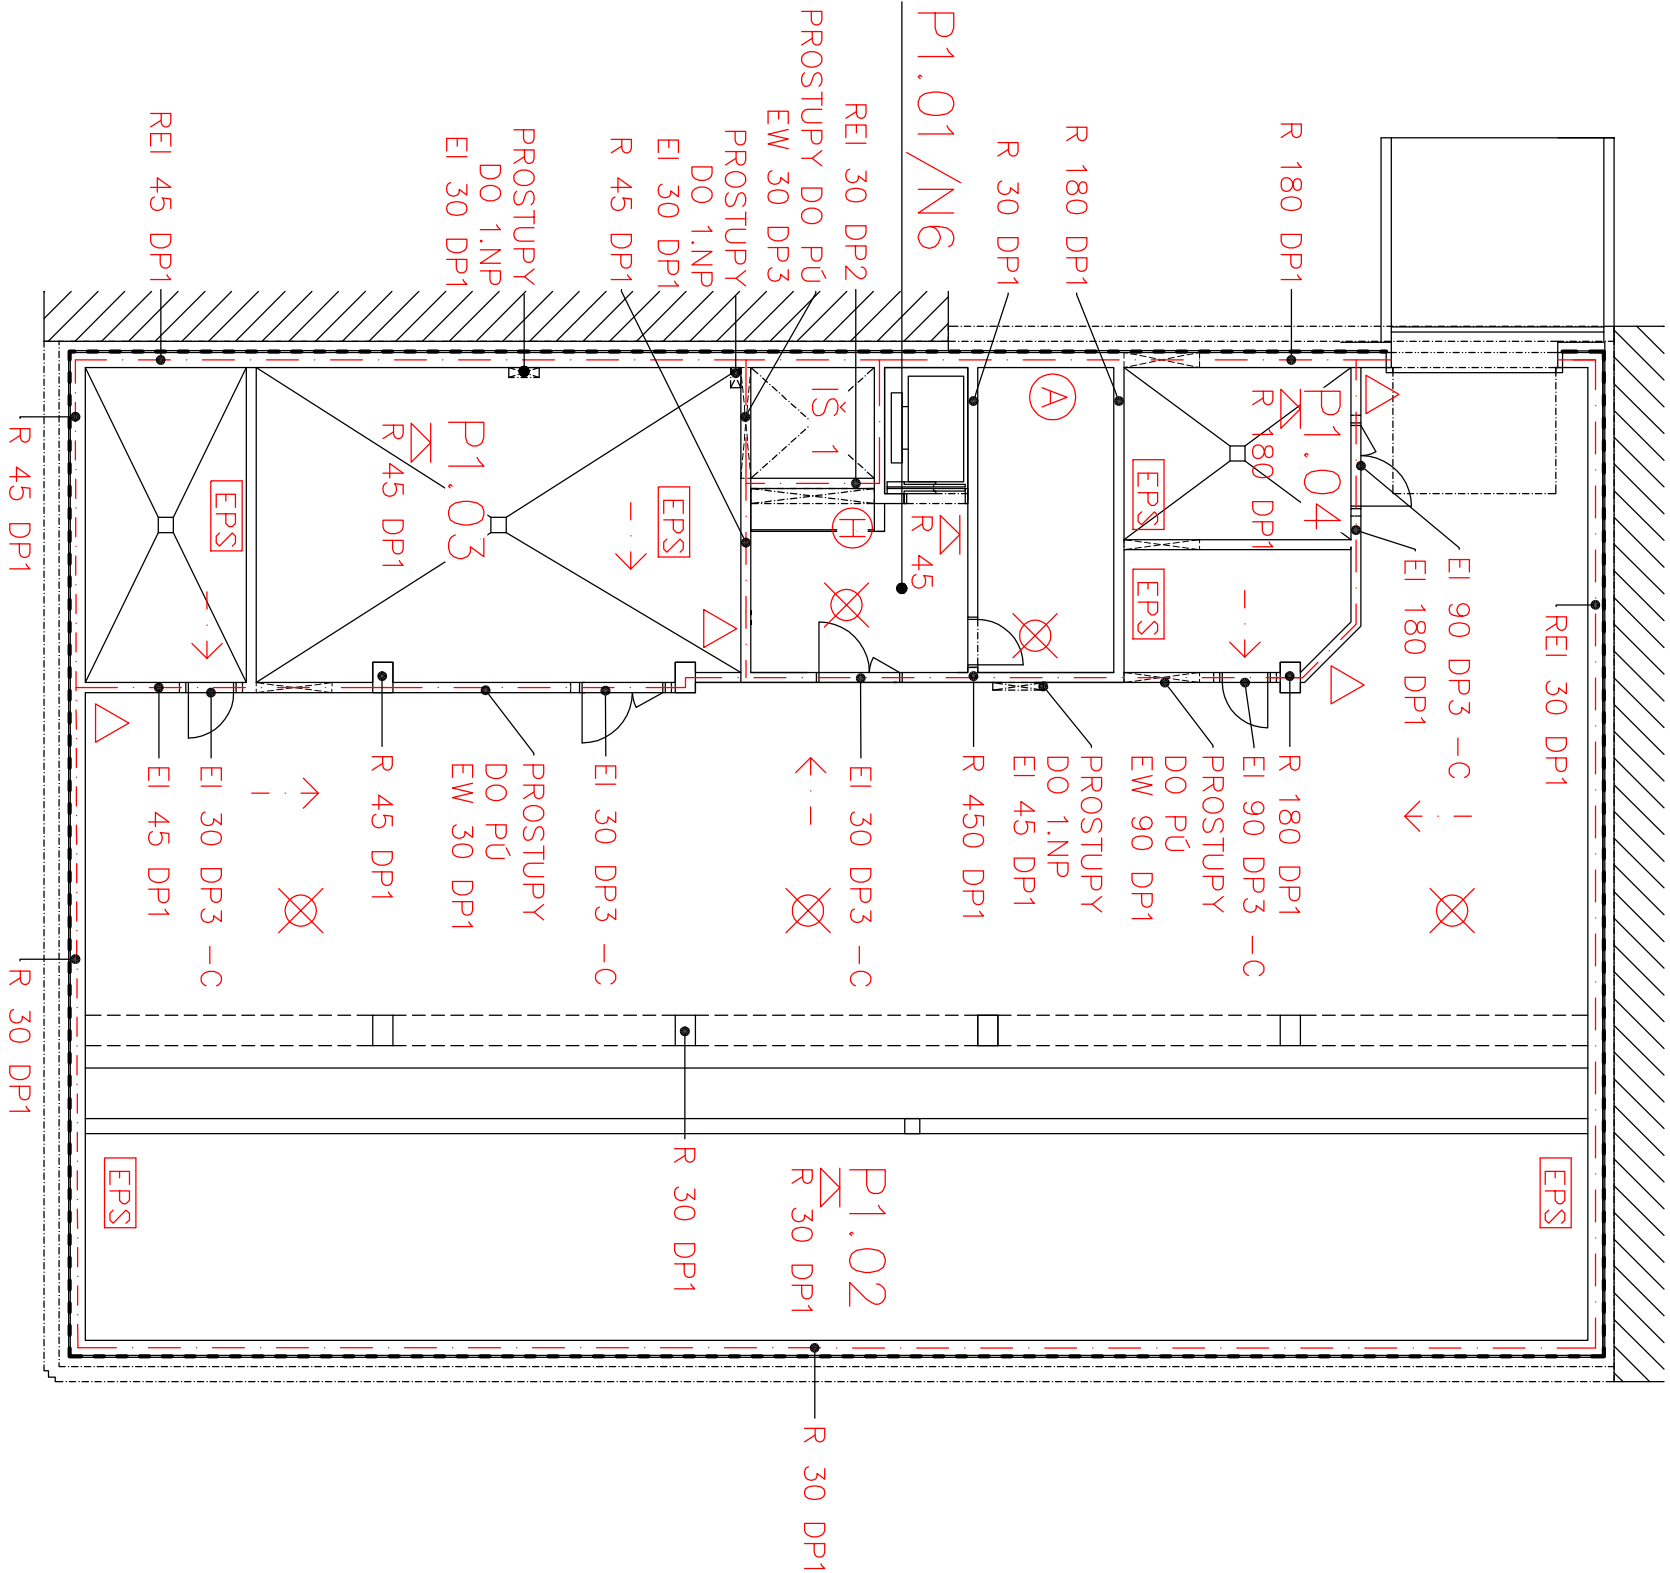 P1.01/N6
PROSTUPY DO PÚ
EW 30 DP3
REI 30 DP2
R 30 DP1
R 180 DP1
R 180 DP1
REI 45 DP1
PROSTUPY
DO 1.NP
EI 30 DP1
R 45 DP1
PROSTUPY
DO 1.NP
EI 30 DP1
IŠ 1
A
P1.04
R 180 DP1
P1.03
R 45 DP1
EPS
EPS
EPS
EPS
H
R 45
R 45 DP1
EI 90 DP3 -C
EI 180 DP1
REI 30 DP1
EI 45 DP1
EI 30 DP3 -C
R 45 DP1
PROSTUPY
DO PÚ
EW 30 DP1
EI 30 DP3 -C
EI 30 DP3 -C
R 450 DP1
PROSTUPY
DO 1.NP
EI 45 DP1
PROSTUPY
DO PÚ
EW 90 DP1
EI 90 DP3 -C
R 180 DP1
R 30 DP1
R 30 DP1
P1.02
R 30 DP1
EPS
EPS
R 30 DP1